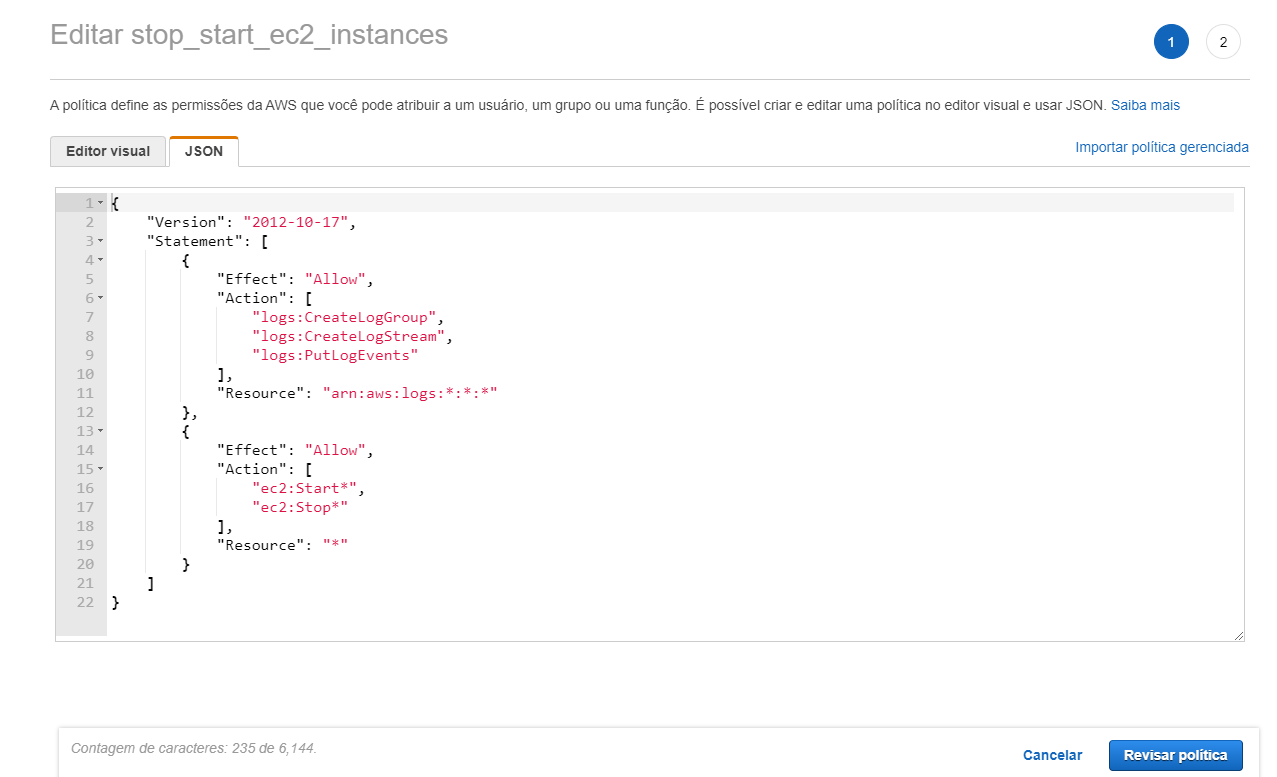 Editar stop_start_ec2_instances
1
2
A política define as permissões da AWS que você pode atribuir a um usuário, um grupo ou uma função. É possível criar e editar uma política no editor visual e usar JSON. Saiba mais
Editor visual
JSON
Importar política gerenciada
1 {
2     "Version": "2012-10-17",
3     "Statement": [
4         {
5             "Effect": "Allow",
6             "Action": [
7                 "logs:CreateLogGroup",
8                 "logs:CreateLogStream",
9                 "logs:PutLogEvents"
10             ],
11             "Resource": "arn:aws:logs:*:*:*"
12         },
13         {
14             "Effect": "Allow",
15             "Action": [
16                 "ec2:Start*",
17                 "ec2:Stop*"
18             ],
19             "Resource": "*"
20         }
21     ]
22 }
Contagem de caracteres: 235 de 6,144.
Cancelar
Revisar política